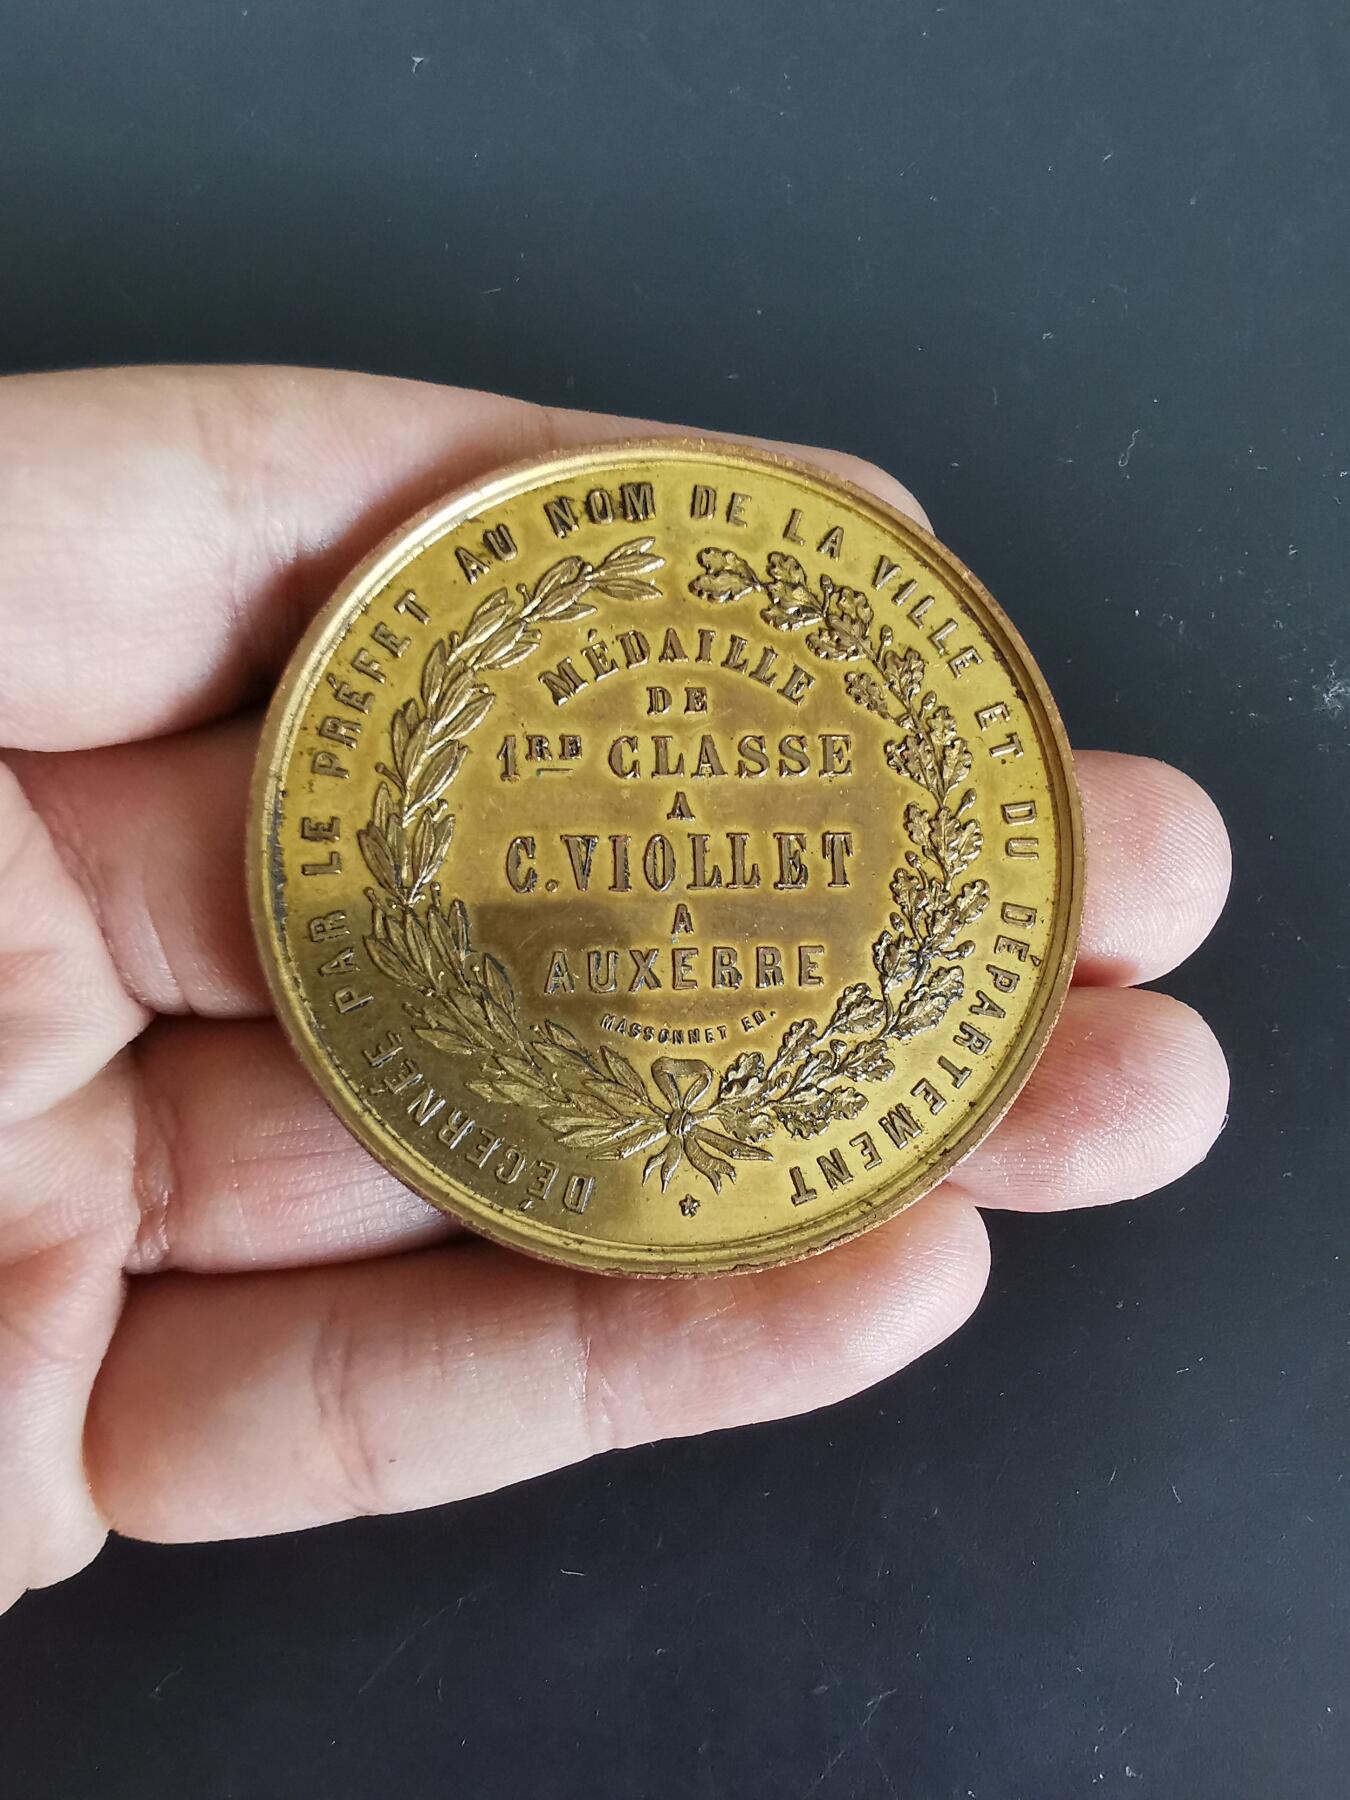 DÉCERNÉE PAR LE PRÉFET AU NOM DE LA VILLE ET DU DÉPARTEMENT
MÉDAILLE
DE
1RE CLASSE
A
C. VIOLLET
A
AUXERRE
MASSONNET ED.